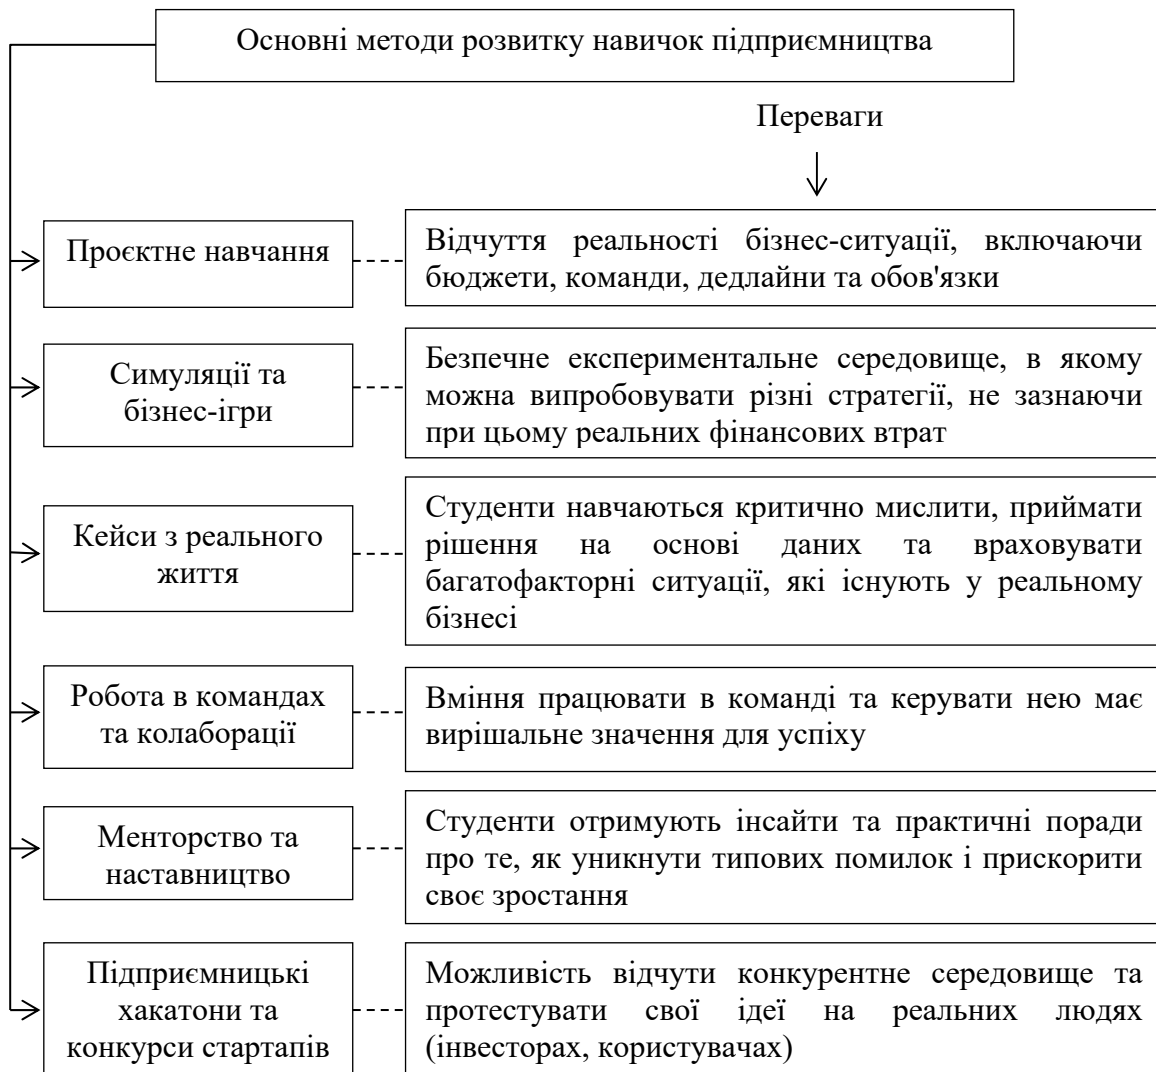 Основні методи розвитку навичок підприємництва
Переваги
Проєктне навчання
Відчуття реальності бізнес-ситуації, включаючи
бюджети, команди, дедлайни та обов'язки
Симуляції та
бізнес-ігри
Безпечне експериментальне середовище, в якому
можна випробовувати різні стратегії, не зазнаючи
при цьому реальних фінансових втрат
Кейси з реального
життя
Студенти навчаються критично мислити, приймати
рішення на основі даних та враховувати
багатофакторні ситуації, які існують у реальному
бізнесі
Робота в командах
та колаборації
Вміння працювати в команді та керувати нею має
вирішальне значення для успіху
Менторство та
наставництво
Студенти отримують інсайти та практичні поради
про те, як уникнути типових помилок і прискорити
своє зростання
Підприємницькі
хакатони та
конкурси стартапів
Можливість відчути конкурентне середовище та
протестувати свої ідеї на реальних людях
(інвесторах, користувачах)